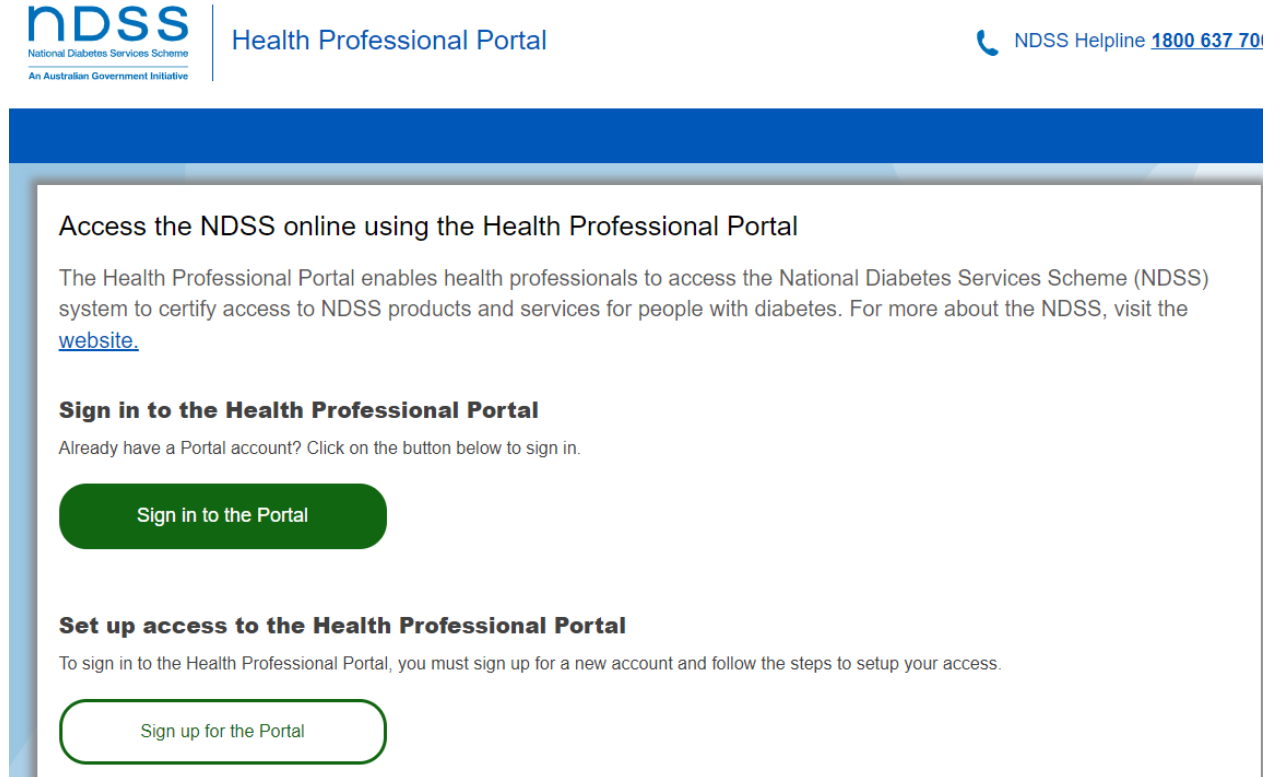 ndss
National Diabetes Services Scheme
An Australian Government Initiative
Health Professional Portal
NDSS Helpline 1800 637 700
Access the NDSS online using the Health Professional Portal
The Health Professional Portal enables health professionals to access the National Diabetes Services Scheme (NDSS)
system to certify access to NDSS products and services for people with diabetes. For more about the NDSS, visit the
website.
Sign in to the Health Professional Portal
Already have a Portal account? Click on the button below to sign in.
Sign in to the Portal
Set up access to the Health Professional Portal
To sign in to the Health Professional Portal, you must sign up for a new account and follow the steps to setup your access.
Sign up for the Portal